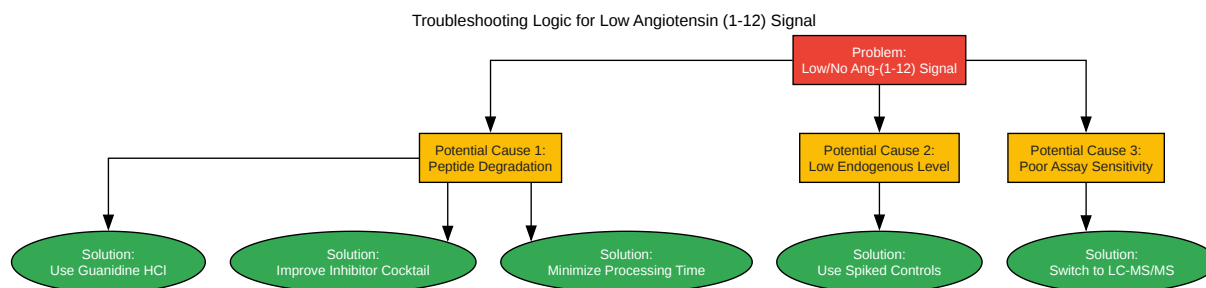 Troubleshooting Logic for Low Angiotensin (1-12) Signal
Problem:
Low/No Ang-(1-12) Signal
Potential Cause 1:
Peptide Degradation
Potential Cause 2:
Low Endogenous Level
Potential Cause 3:
Poor Assay Sensitivity
Solution:
Use Guanidine HCl
Solution:
Improve Inhibitor Cocktail
Solution:
Minimize Processing Time
Solution:
Use Spiked Controls
Solution:
Switch to LC-MS/MS